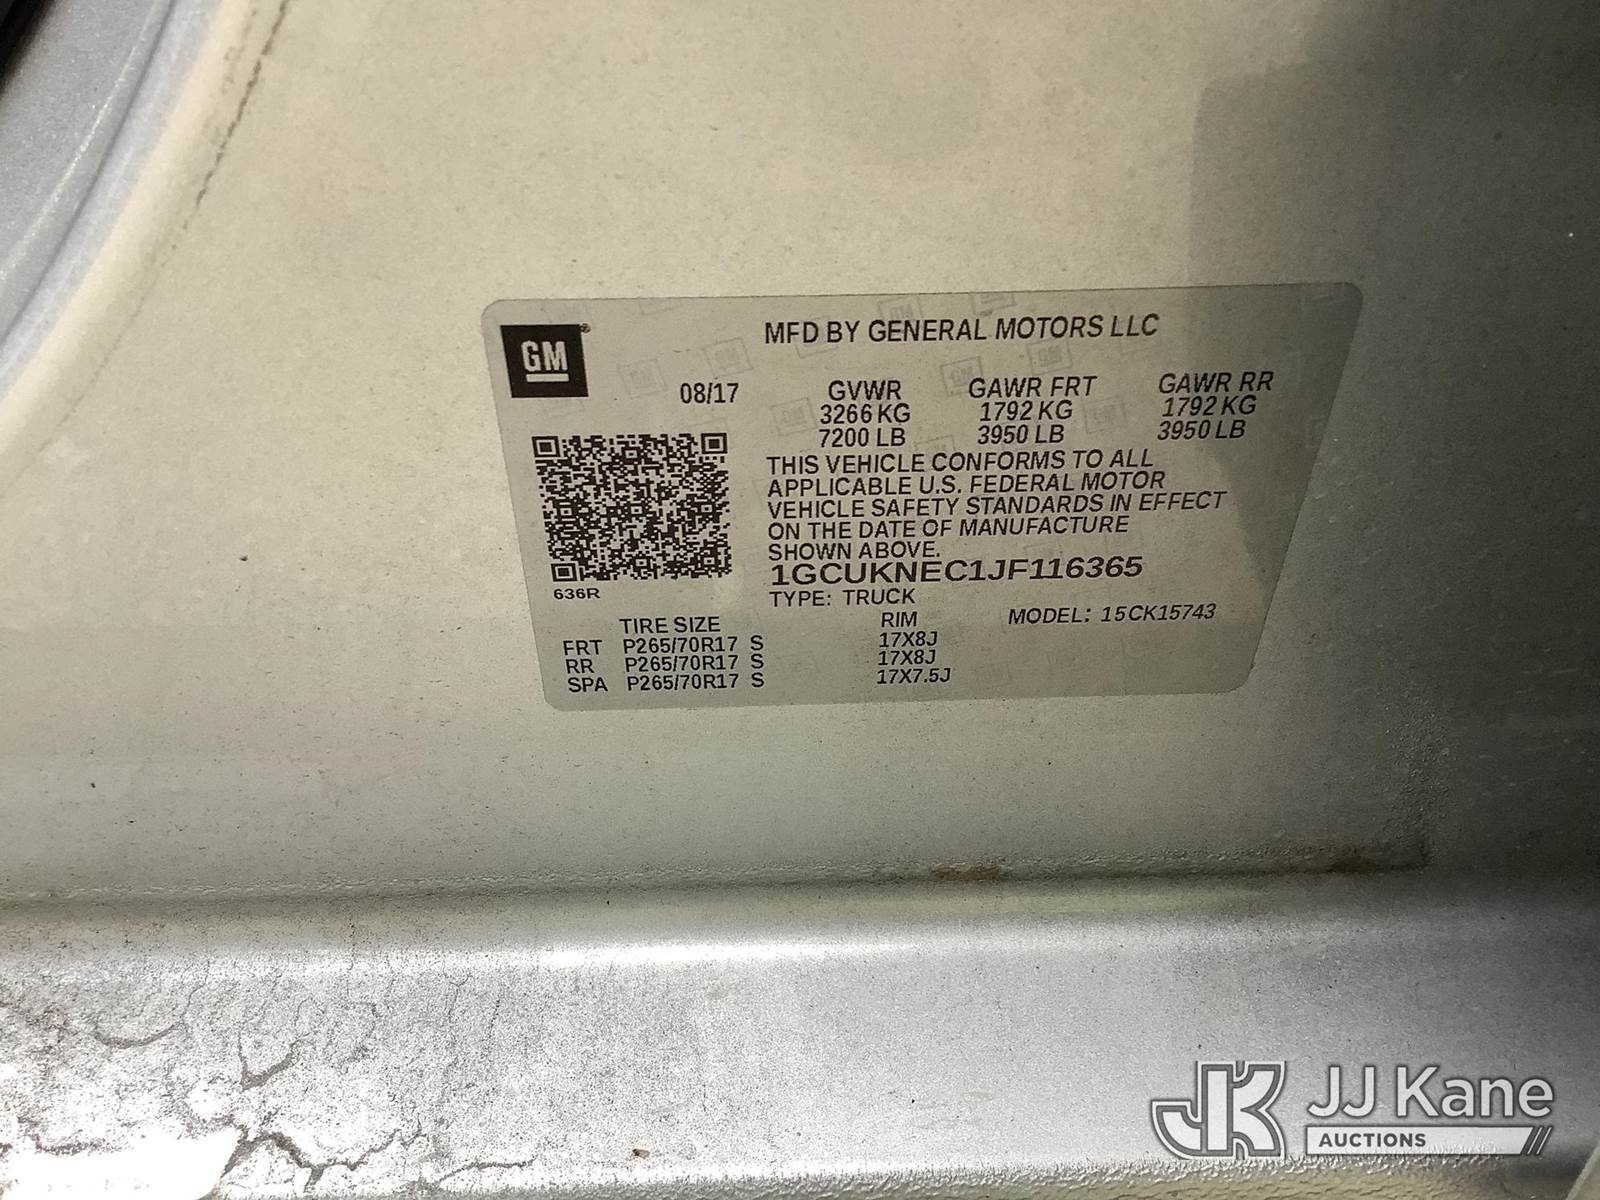 GM®
MFD BY GENERAL MOTORS LLC
08/17
GVWR GAWR FRT GAWR RR
3266 KG 1792 KG 1792 KG
7200 LB 3950 LB 3950 LB
THIS VEHICLE CONFORMS TO ALL
APPLICABLE U.S. FEDERAL MOTOR
VEHICLE SAFETY STANDARDS IN EFFECT
ON THE DATE OF MANUFACTURE
SHOWN ABOVE.
1GCUKNEC1JF116365
636R
TYPE: TRUCK
MODEL: 15CK15743
TIRE SIZE RIM
FRT P265/70R17 S 17X8J
RR P265/70R17 S 17X8J
SPA P265/70R17 S 17X7.5J
JK JJ Kane
AUCTIONS